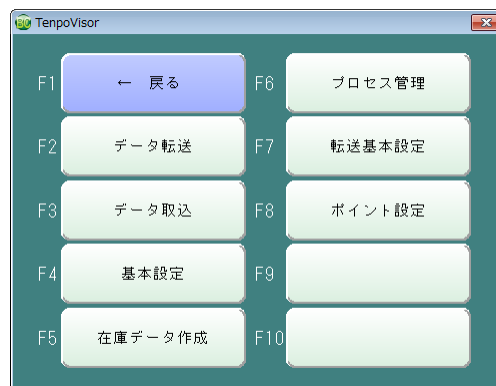 TenpoVisor
F1 ← 戻る
F2 データ転送
F3 データ取込
F4 基本設定
F5 在庫データ作成
F6 プロセス管理
F7 転送基本設定
F8 ポイント設定
F9
F10